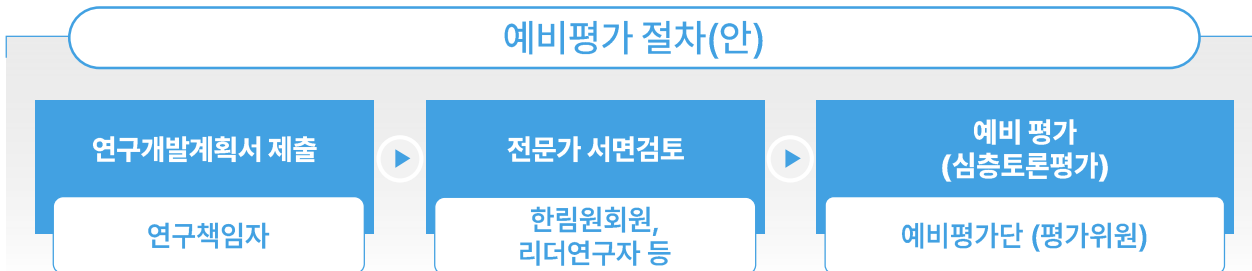 예비평가 절차(안)
연구개발계획서 제출
연구책임자
전문가 서면검토
한림원회원,
리더연구자 등
예비 평가
(심층토론평가)
예비평가단 (평가위원)